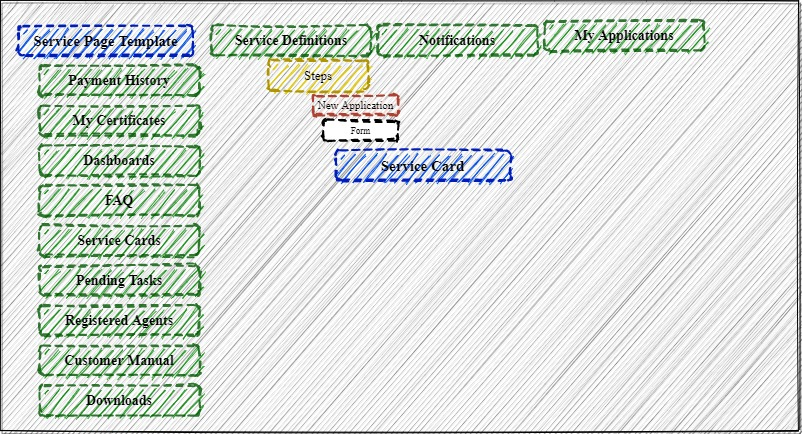 Service Page Template
Service Definitions
Notifications
My Applications
Payment History
Steps
New Application
My Certificates
Form
Dashboards
Service Card
FAQ
Service Cards
Pending Tasks
Registered Agents
Customer Manual
Downloads